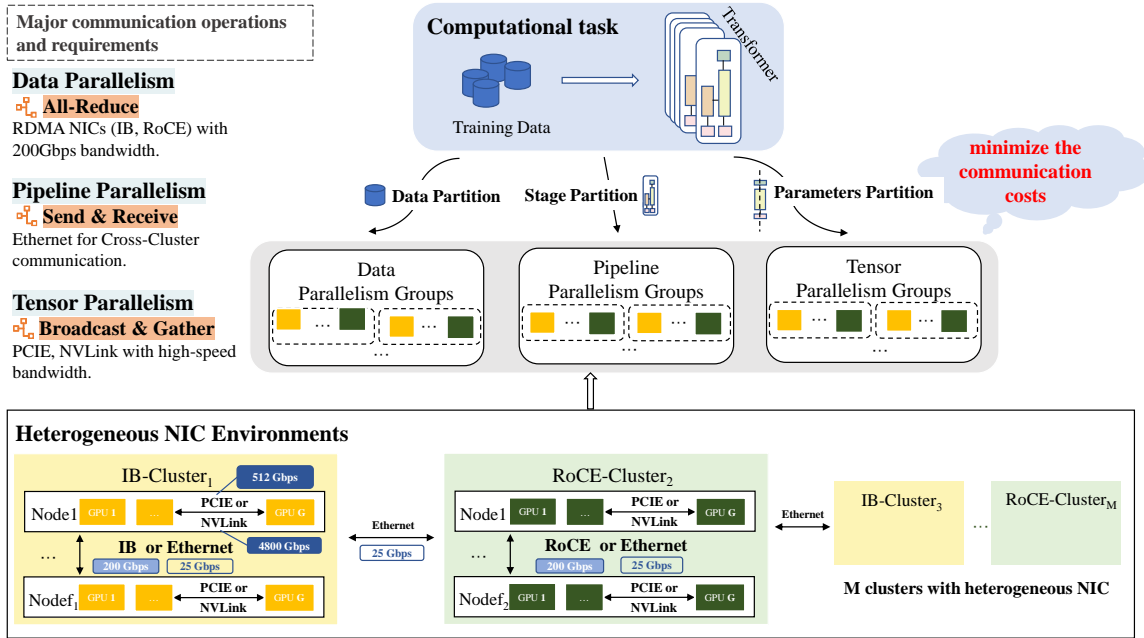 Major communication operations
and requirements
Data Parallelism
All-Reduce
RDMA NICs (IB, RoCE) with
200Gbps bandwidth.
Pipeline Parallelism
Send & Receive
Ethernet for Cross-Cluster
communication.
Tensor Parallelism
Broadcast & Gather
PCIE, NVLink with high-speed
bandwidth.
Computational task
Training Data
Transformer
Data Partition
Stage Partition
Parameters Partition
minimize the
communication
costs
Data
Parallelism Groups
...
...
...
Pipeline
Parallelism Groups
...
...
...
Tensor
Parallelism Groups
...
...
...
Heterogeneous NIC Environments
IB-Cluster₁
512 Gbps
Node1
GPU 1
...
PCIE or
NVLink
GPU G
4800 Gbps
...
IB or Ethernet
200 Gbps
25 Gbps
Nodef₁
GPU 1
...
PCIE or
NVLink
GPU G
Ethernet
25 Gbps
RoCE-Cluster₂
Node1
GPU 1
...
PCIE or
NVLink
GPU G
...
RoCE or Ethernet
200 Gbps
25 Gbps
Nodef₂
GPU 1
...
PCIE or
NVLink
GPU G
Ethernet
IB-Cluster₃
...
RoCE-Cluster_M
M clusters with heterogeneous NIC